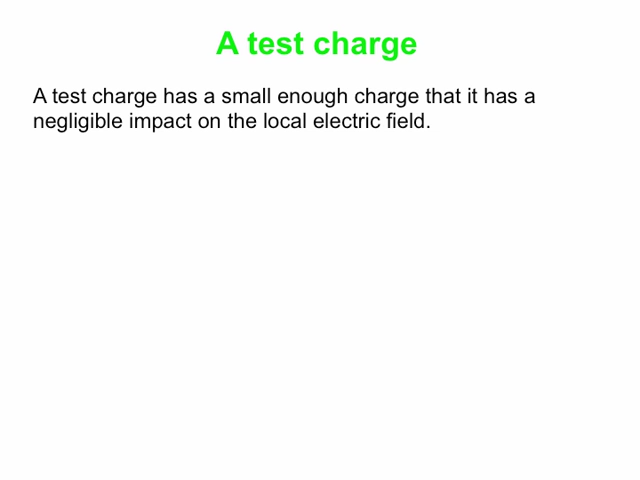 A test charge
A test charge has a small enough charge that it has a
negligible impact on the local electric field.